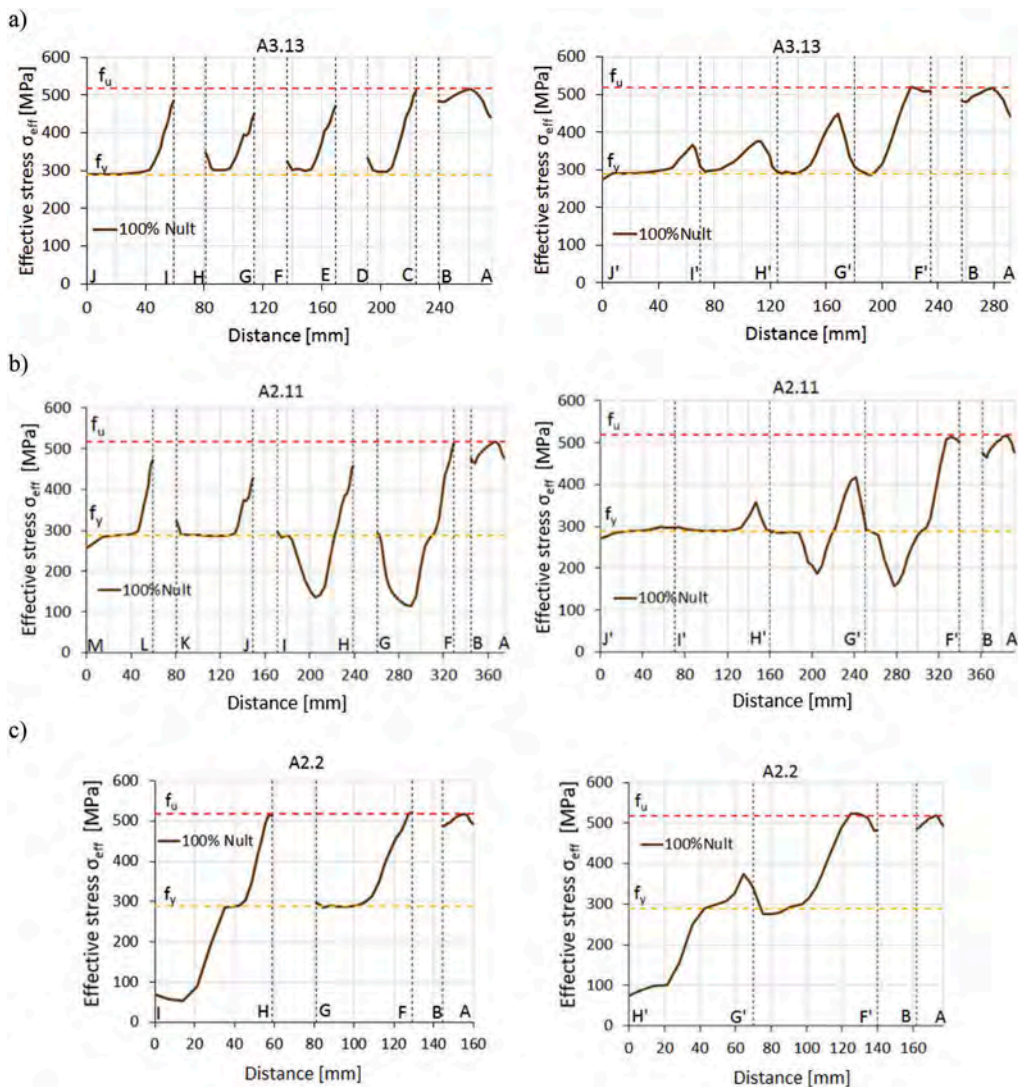 a)
A3.13
Effective stress σeff [MPa]
600
500
400
300
200
100
0
fu
fy
100% Nult
J I H G F E D C B A
0 40 80 120 160 200 240
Distance [mm]
A3.13
Effective stress σeff [MPa]
600
500
400
300
200
100
0
fu
fy
100% Nult
J' I' H' G' F' B A
0 40 80 120 160 200 240 280
Distance [mm]
b)
A2.11
Effective stress σeff [MPa]
600
500
400
300
200
100
0
fu
fy
100%Nult
M L K J I H G F B A
0 40 80 120 160 200 240 280 320 360
Distance [mm]
A2.11
Effective stress σeff [MPa]
600
500
400
300
200
100
0
fu
fy
100%Nult
J' I' H' G' F' B A
0 40 80 120 160 200 240 280 320 360
Distance [mm]
c)
A2.2
Effective stress σeff [MPa]
600
500
400
300
200
100
0
fu
fy
100% Nult
I H G F B A
0 20 40 60 80 100 120 140 160
Distance [mm]
A2.2
Effective stress σeff [MPa]
600
500
400
300
200
100
0
fu
fy
100%Nult
H' G' F' B A
0 20 40 60 80 100 120 140 160
Distance [mm]